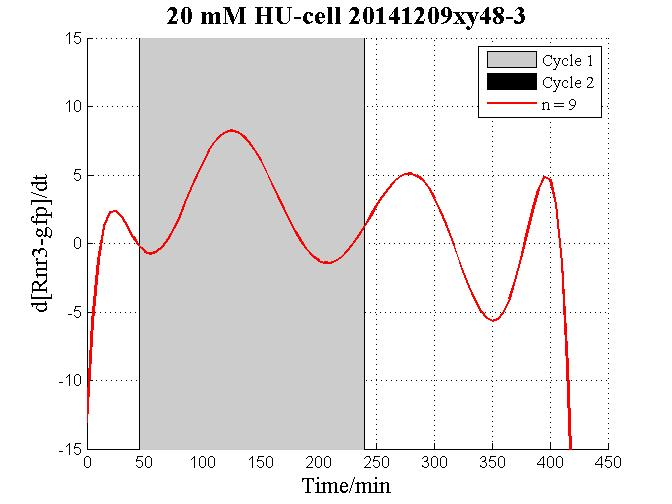 20 mM HU-cell 20141209xy48-3
15
10
5
0
-5
-10
-15
d[Rnr3-gfp]/dt
Cycle 1
Cycle 2
n = 9
0 50 100 150 200 250 300 350 400 450
Time/min